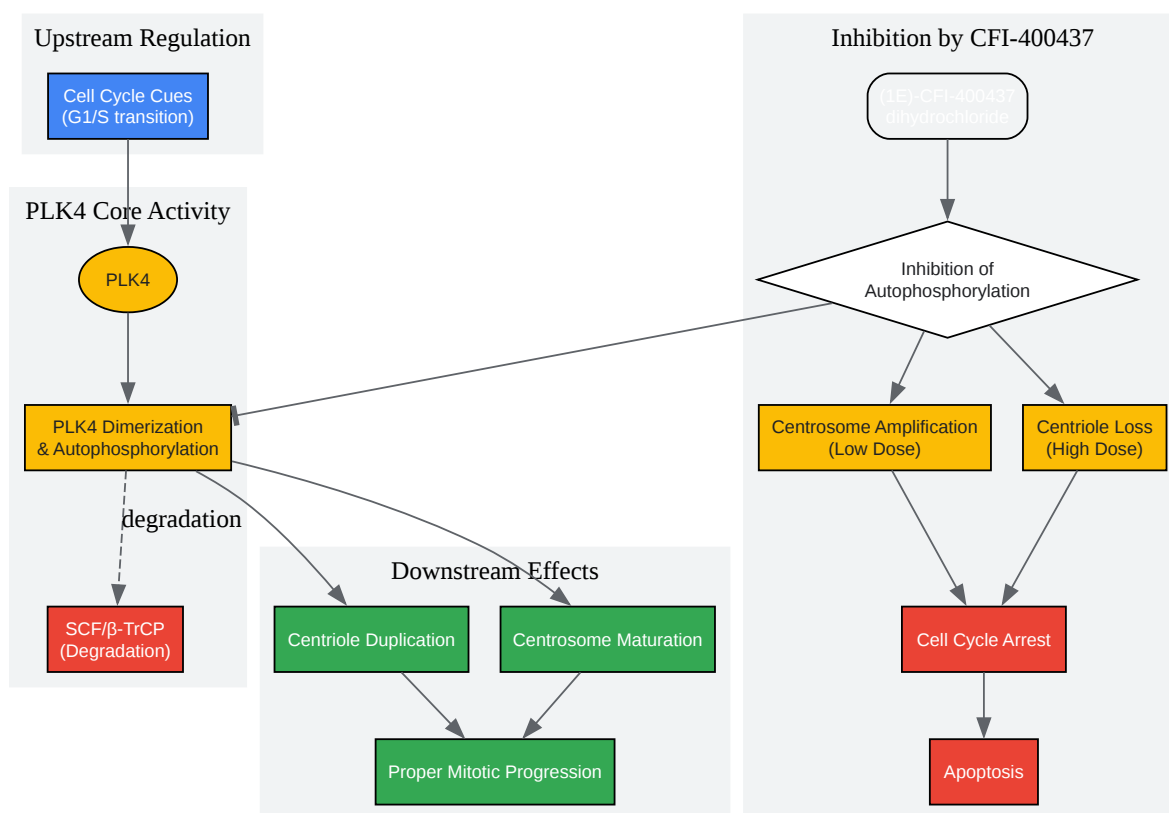 Upstream Regulation
Cell Cycle Cues
(G1/S transition)
PLK4 Core Activity
PLK4
PLK4 Dimerization
& Autophosphorylation
degradation
SCF/β-TrCP
(Degradation)
Downstream Effects
Centriole Duplication
Centrosome Maturation
Proper Mitotic Progression
Inhibition by CFI-400437
(1E)-CFI-400437
dihydrochloride
Inhibition of
Autophosphorylation
Centrosome Amplification
(Low Dose)
Centriole Loss
(High Dose)
Cell Cycle Arrest
Apoptosis